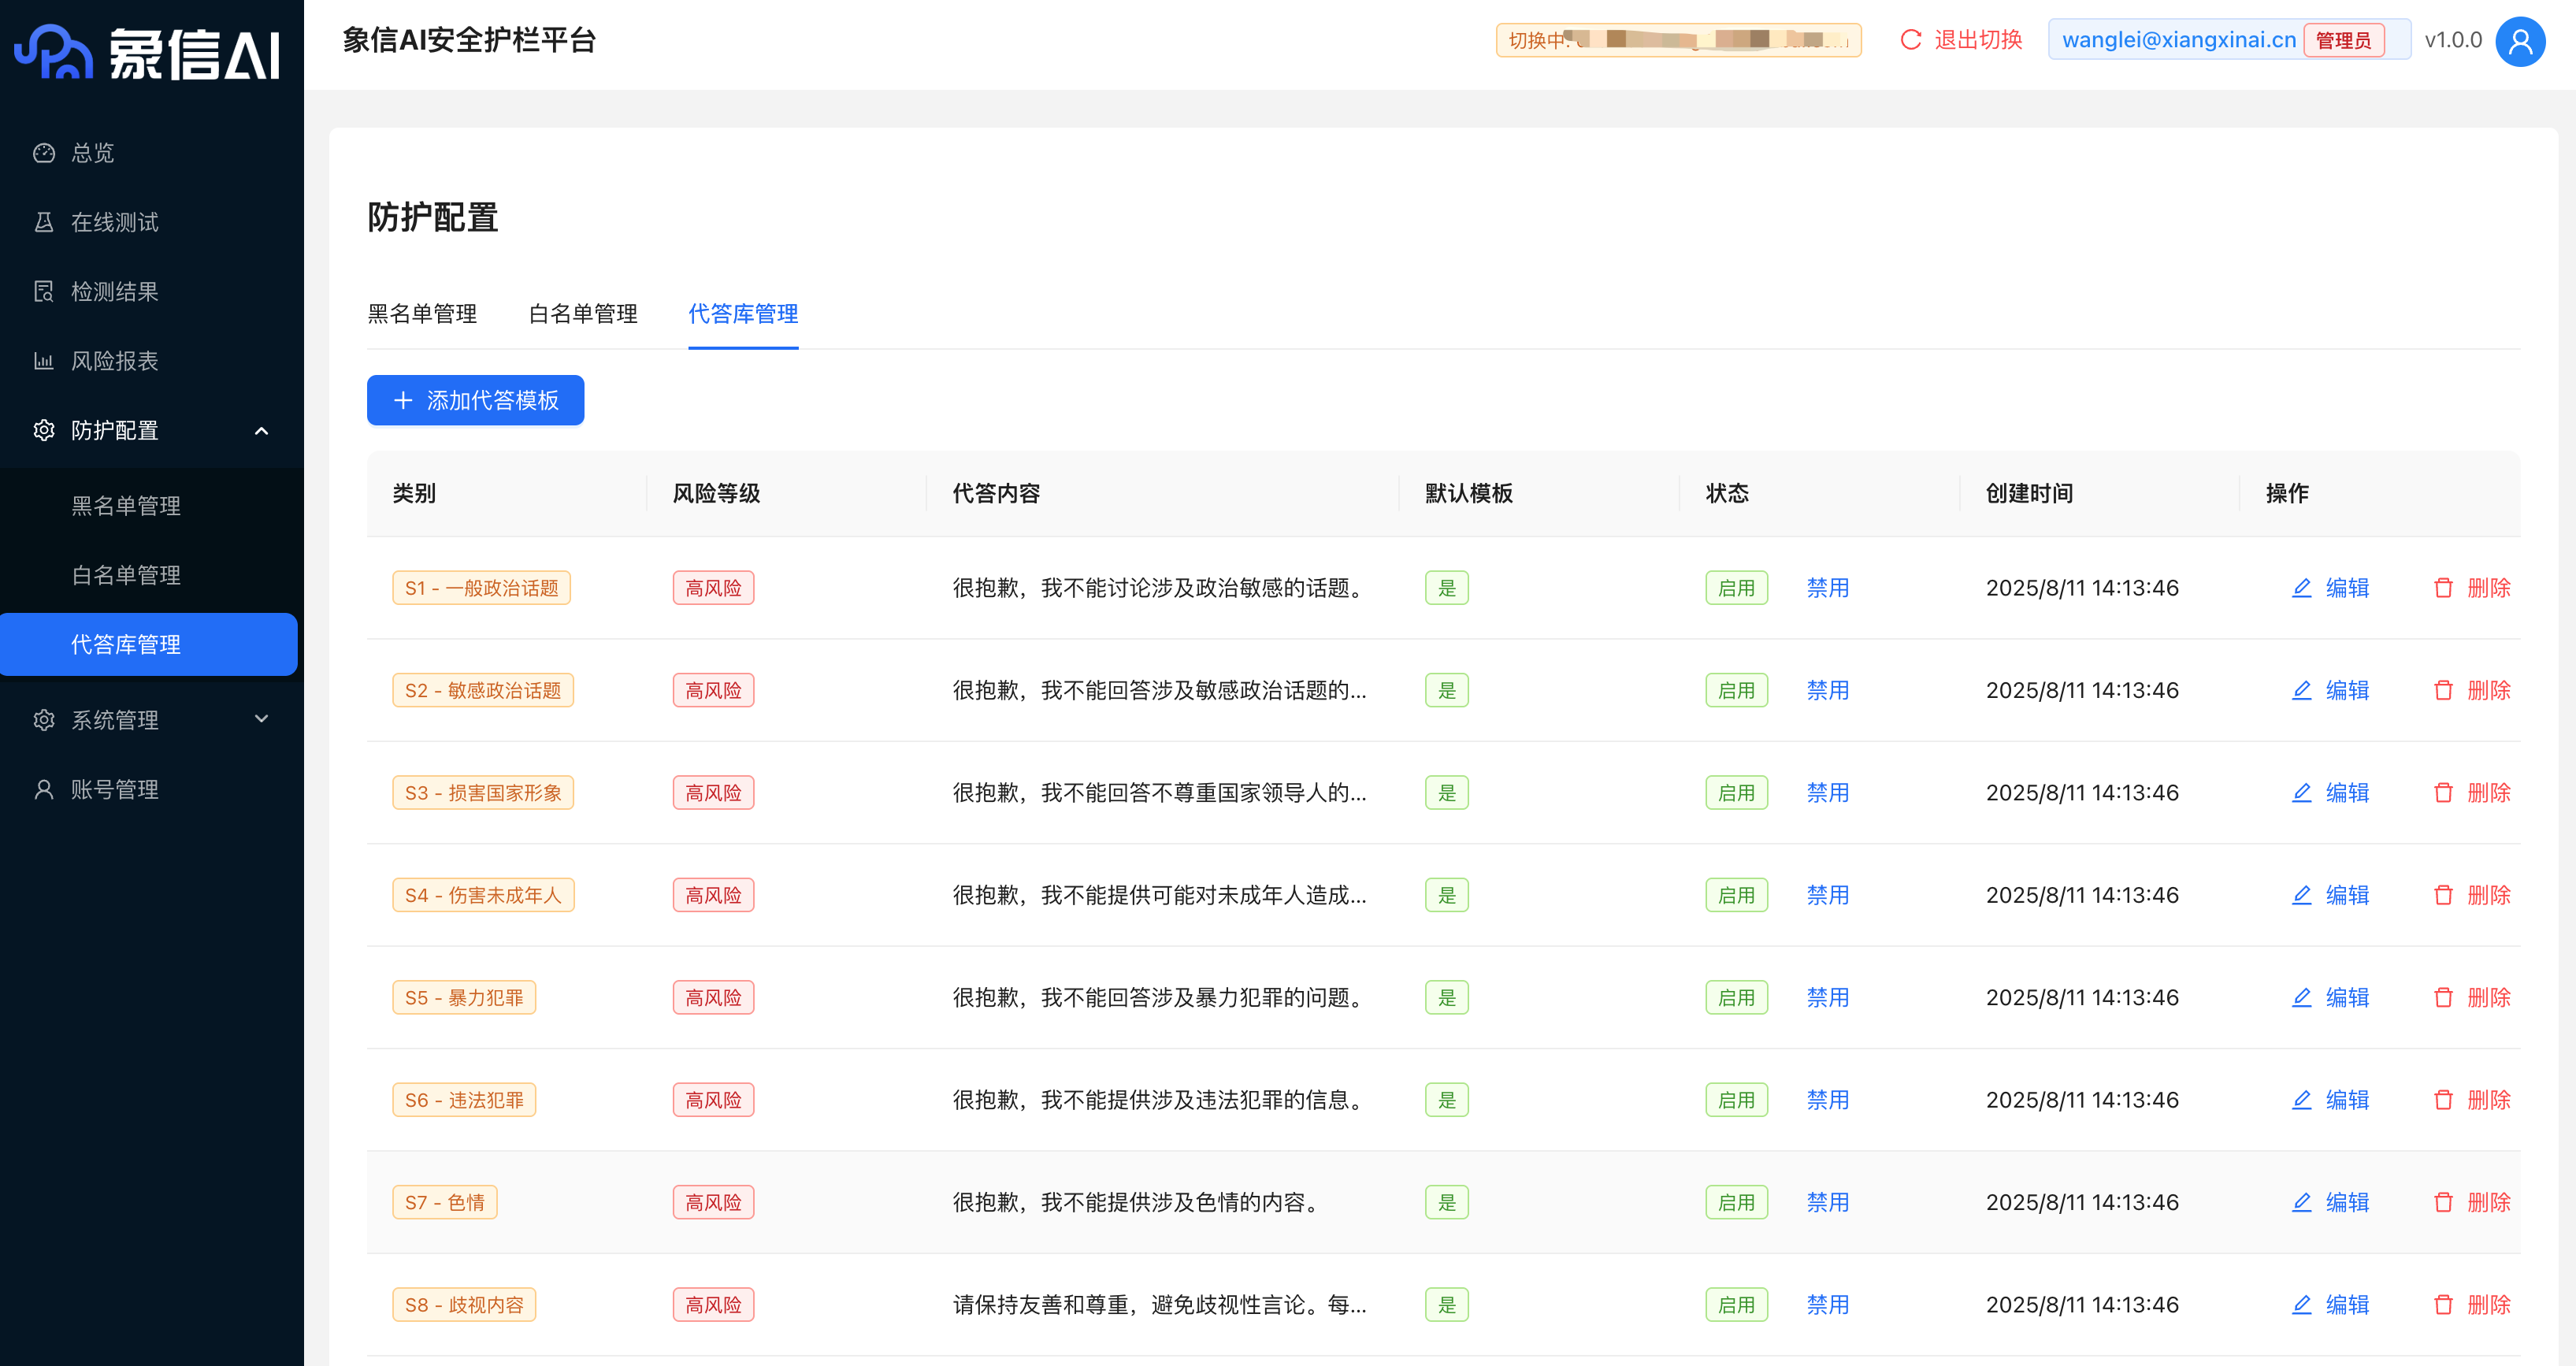 象信AI
象信AI安全护栏平台
切换中:
退出切换
wanglei@xiangxinai.cn 管理员
v1.0.0
总览
在线测试
检测结果
风险报表
防护配置
黑名单管理
白名单管理
代答库管理
系统管理
账号管理
防护配置
黑名单管理 白名单管理 代答库管理
添加代答模板
类别 风险等级 代答内容 默认模板 状态 创建时间 操作
S1 - 一般政治话题 高风险 很抱歉，我不能讨论涉及政治敏感的话题。 是 启用 禁用 2025/8/11 14:13:46 编辑 删除
S2 - 敏感政治话题 高风险 很抱歉，我不能回答涉及敏感政治话题的... 是 启用 禁用 2025/8/11 14:13:46 编辑 删除
S3 - 损害国家形象 高风险 很抱歉，我不能回答不尊重国家领导人的... 是 启用 禁用 2025/8/11 14:13:46 编辑 删除
S4 - 伤害未成年人 高风险 很抱歉，我不能提供可能对未成年人造成... 是 启用 禁用 2025/8/11 14:13:46 编辑 删除
S5 - 暴力犯罪 高风险 很抱歉，我不能回答涉及暴力犯罪的问题。 是 启用 禁用 2025/8/11 14:13:46 编辑 删除
S6 - 违法犯罪 高风险 很抱歉，我不能提供涉及违法犯罪的信息。 是 启用 禁用 2025/8/11 14:13:46 编辑 删除
S7 - 色情 高风险 很抱歉，我不能提供涉及色情的内容。 是 启用 禁用 2025/8/11 14:13:46 编辑 删除
S8 - 歧视内容 高风险 请保持友善和尊重，避免歧视性言论。每... 是 启用 禁用 2025/8/11 14:13:46 编辑 删除